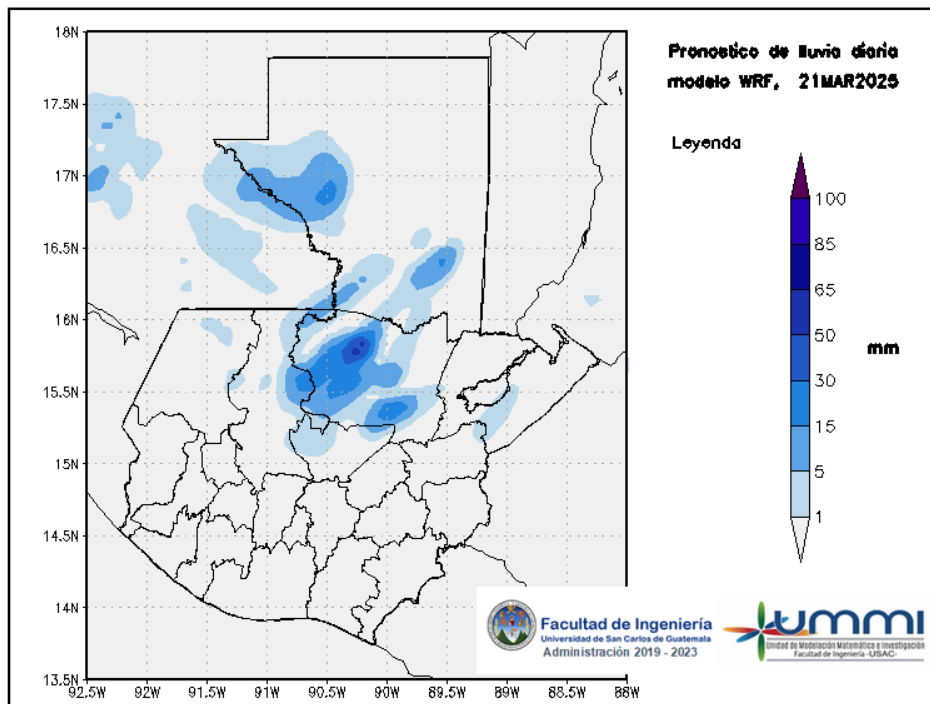 Pronostico de lluvia diaria
modelo WRF, 21MAR2025
Leyenda
100
85
65
50
30
15
5
1
mm
18N
17.5N
17N
16.5N
16N
15.5N
15N
14.5N
14N
13.5N
92.5W
92W
91.5W
91W
90.5W
90W
89.5W
89W
88.5W
88W
Facultad de Ingeniería
Universidad de San Carlos de Guatemala
Administración 2019 - 2023
ummi
Unidad de Modelación Matemática e Investigación
Facultad de Ingeniería -USAC-